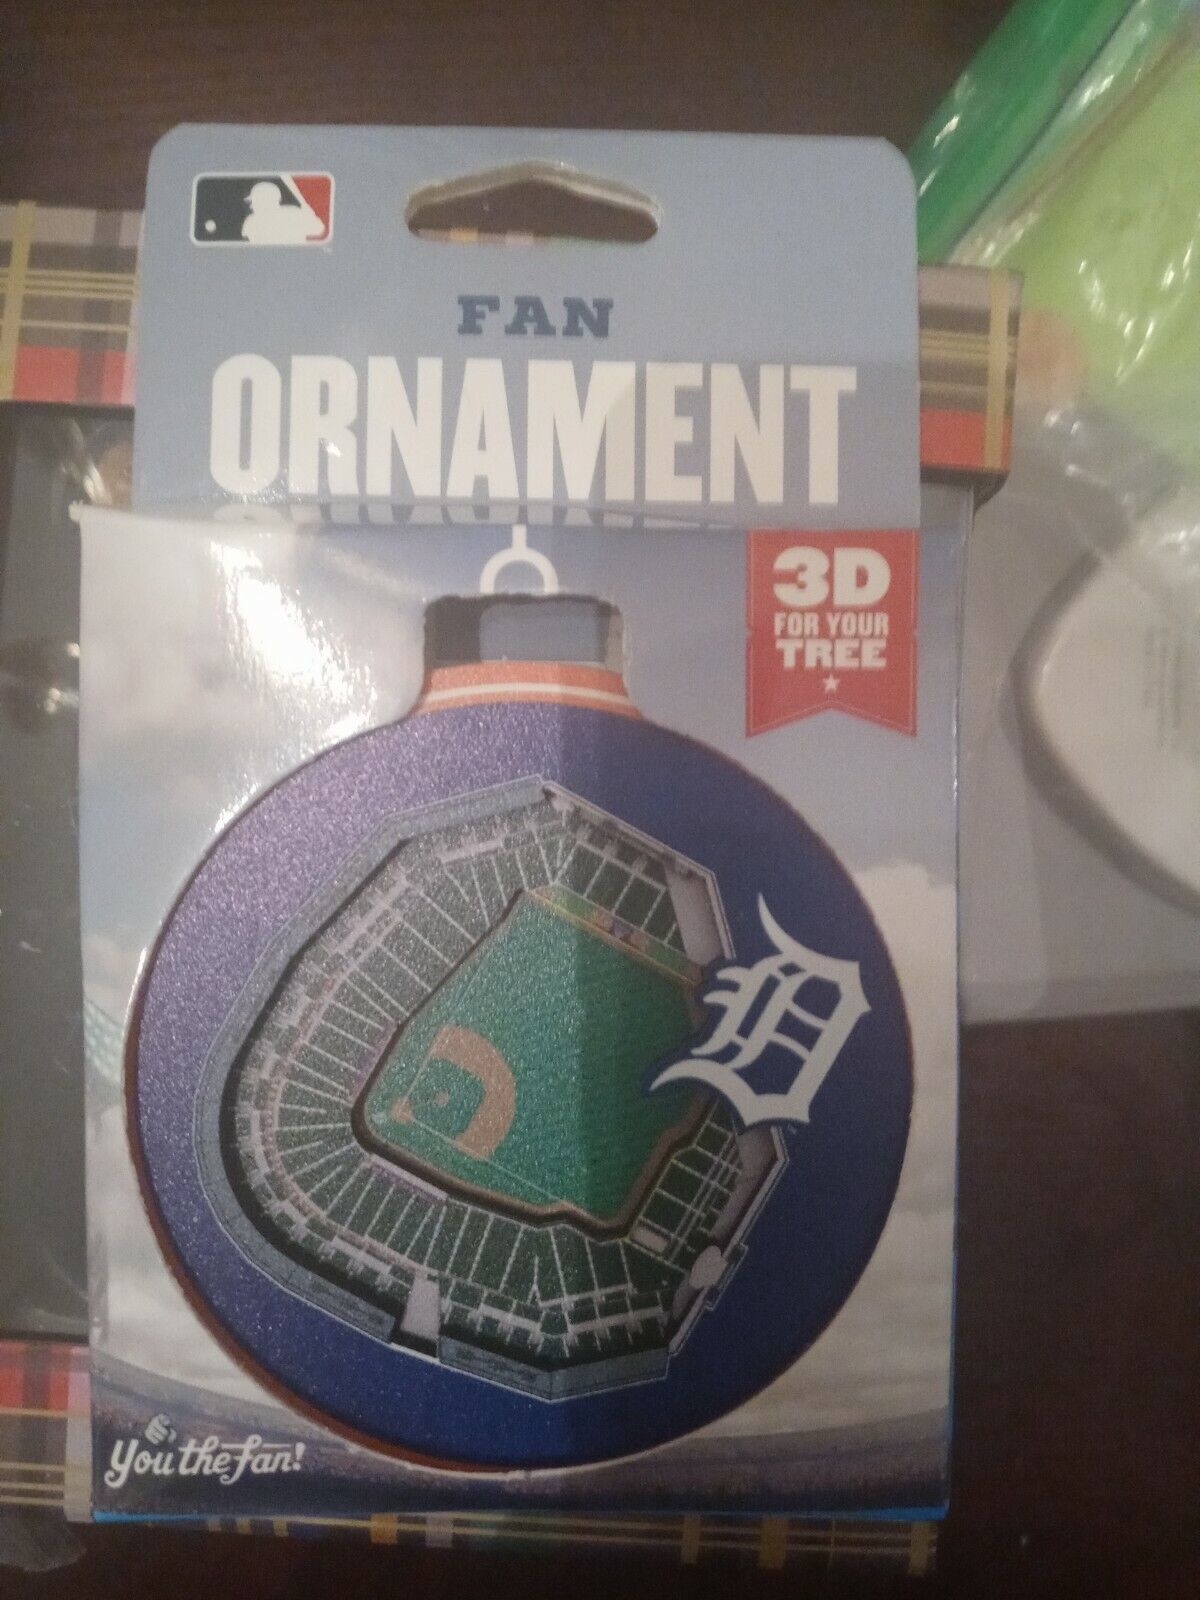 FAN
ORNAMENT
3D
FOR YOUR
TREE
D
You the Fan!